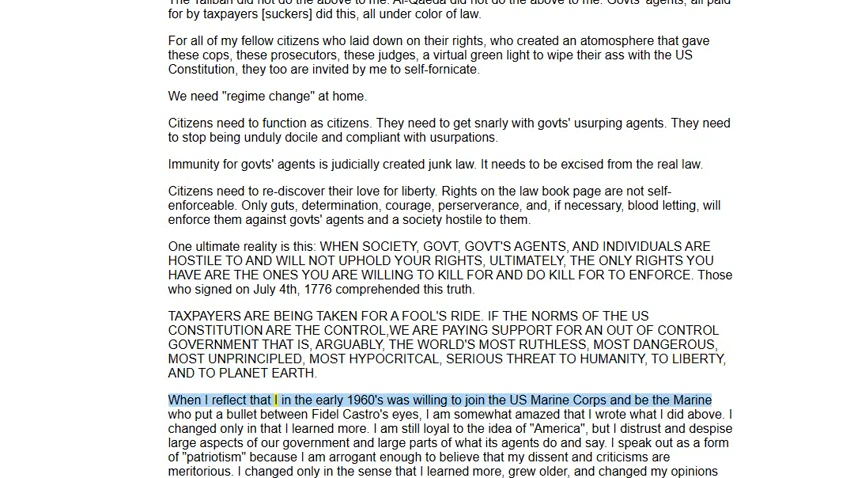 The Taliban did not do the above to me. Al-Qaeda did not do the above to me. Govts' agents, all paid
for by taxpayers [suckers] did this, all under color of law.
For all of my fellow citizens who laid down on their rights, who created an atomosphere that gave
these cops, these prosecutors, these judges, a virtual green light to wipe their ass with the US
Constitution, they too are invited by me to self-fornicate.
We need "regime change" at home.
Citizens need to function as citizens. They need to get snarly with govts' usurping agents. They need
to stop being unduly docile and compliant with usurpations.
Immunity for govts' agents is judicially created junk law. It needs to be excised from the real law.
Citizens need to re-discover their love for liberty. Rights on the law book page are not self-
enforceable. Only guts, determination, courage, perserverance, and, if necessary, blood letting, will
enforce them against govts' agents and a society hostile to them.
One ultimate reality is this: WHEN SOCIETY, GOVT, GOVT'S AGENTS, AND INDIVIDUALS ARE
HOSTILE TO AND WILL NOT UPHOLD YOUR RIGHTS, ULTIMATELY, THE ONLY RIGHTS YOU
HAVE ARE THE ONES YOU ARE WILLING TO KILL FOR AND DO KILL FOR TO ENFORCE. Those
who signed on July 4th, 1776 comprehended this truth.
TAXPAYERS ARE BEING TAKEN FOR A FOOL'S RIDE. IF THE NORMS OF THE US
CONSTITUTION ARE THE CONTROL,WE ARE PAYING SUPPORT FOR AN OUT OF CONTROL
GOVERNMENT THAT IS, ARGUABLY, THE WORLD'S MOST RUTHLESS, MOST DANGEROUS,
MOST UNPRINCIPLED, MOST HYPOCRITCAL, SERIOUS THREAT TO HUMANITY, TO LIBERTY,
AND TO PLANET EARTH.
When I reflect that I in the early 1960's was willing to join the US Marine Corps and be the Marine
who put a bullet between Fidel Castro's eyes, I am somewhat amazed that I wrote what I did above. I
changed only in that I learned more. I am still loyal to the idea of "America", but I distrust and despise
large aspects of our government and large parts of what its agents do and say. I speak out as a form
of "patriotism" because I am arrogant enough to believe that my dissent and criticisms are
meritorious. I changed only in the sense that I learned more, grew older, and changed my opinions